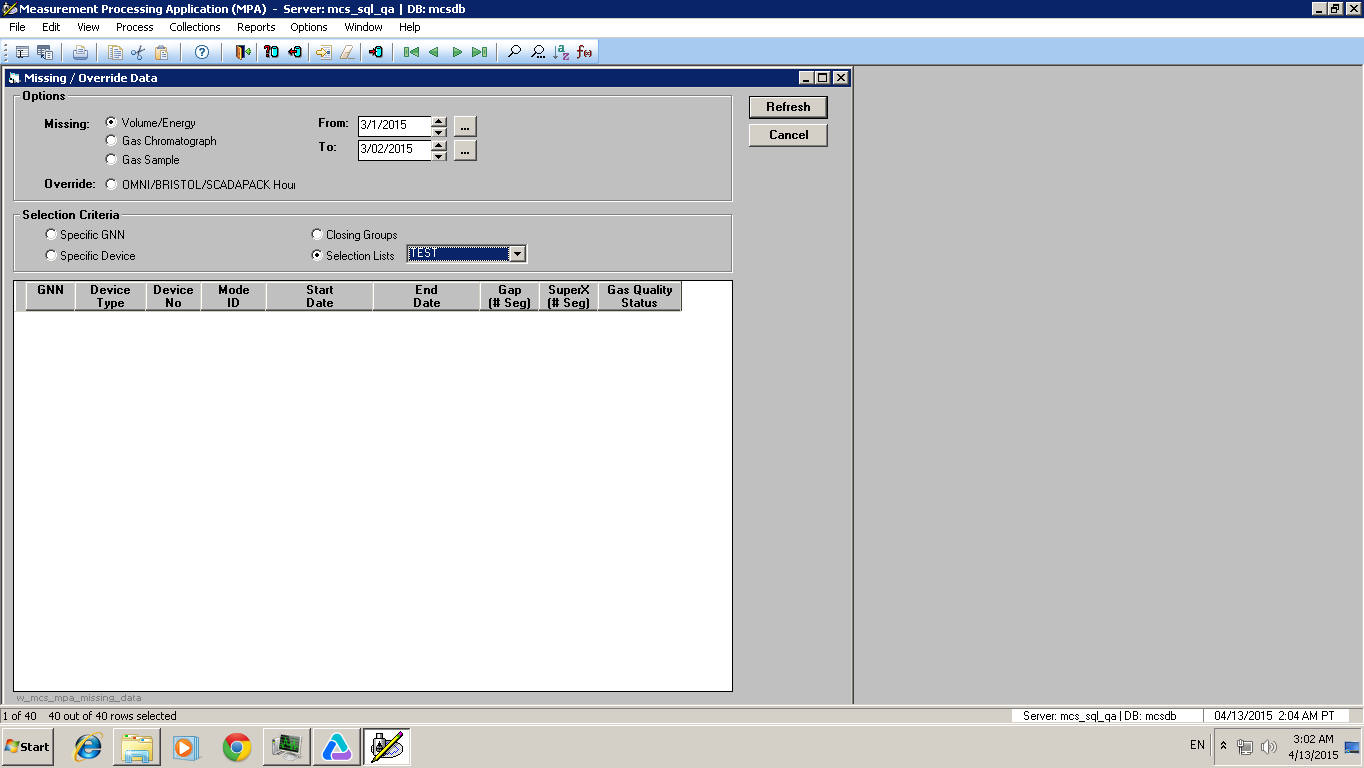 Measurement Processing Application (MPA) - Server: mcs_sql_qa | DB: mcsdb
File Edit View Process Collections Reports Options Window Help
Missing / Override Data
Options
Missing: Volume/Energy From: 3/1/2015 ... Refresh
Gas Chromatograph To: 3/02/2015 ... Cancel
Gas Sample
Override: OMNI/BRISTOL/SCADAPACK Hour
Selection Criteria
Specific GNN Closing Groups
Specific Device Selection Lists TEST
GNN Device Device Mode Start End Gap SuperX Gas Quality
Type No ID Date Date (# Seg) (# Seg) Status
w_mcs_mpa_missing_data
1 of 40 40 out of 40 rows selected Server: mcs_sql_qa | DB: mcsdb 04/13/2015 2:04 AM PT
Start EN 3:02 AM
4/13/2015